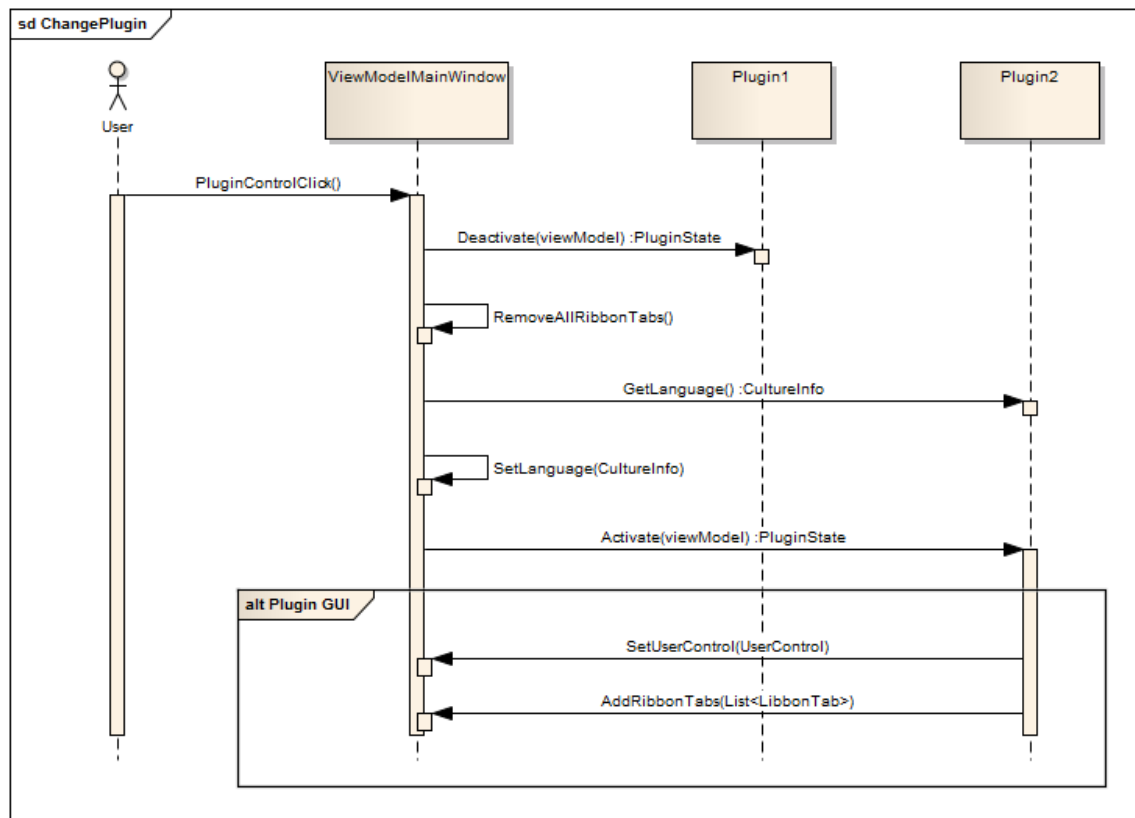 sd ChangePlugin
ViewModelMainWindow
Plugin1
Plugin2
User
PluginControlClick()
Deactivate(viewModel) :PluginState
RemoveAllRibbonTabs()
GetLanguage() :CultureInfo
SetLanguage(CultureInfo)
Activate(viewModel) :PluginState
alt Plugin GUI
SetUserControl(UserControl)
AddRibbonTabs(List<LibbonTab>)